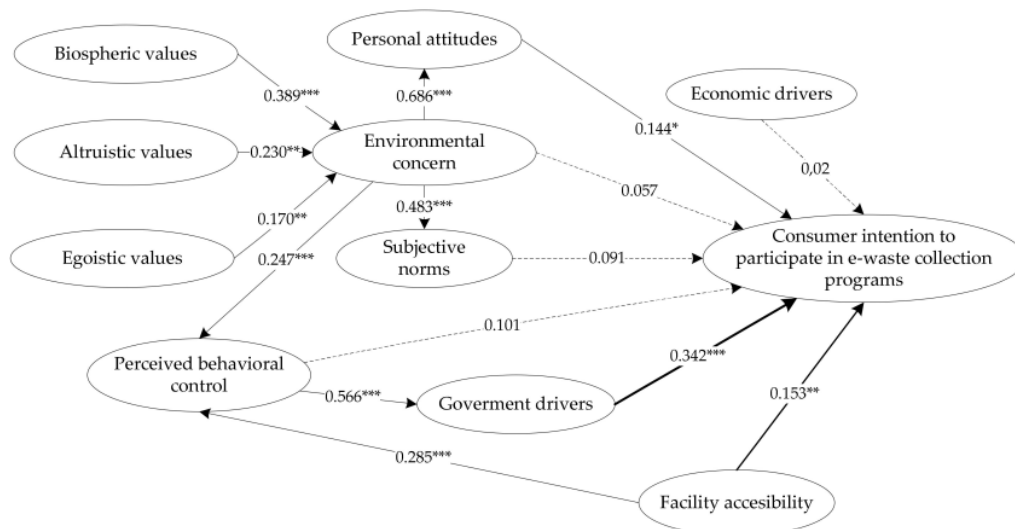 Biospheric values
Personal attitudes
Economic drivers
0.389***
0.686***
0.144*
Altruistic values
0.230**
Environmental
concern
0.057
0,02
0.170**
0.483***
Egoistic values
0.247***
Subjective
norms
0.091
Consumer intention to
participate in e-waste collection
programs
0.101
Perceived behavioral
control
0.566***
Goverment drivers
0.342***
0.153**
0.285***
Facility accesibility